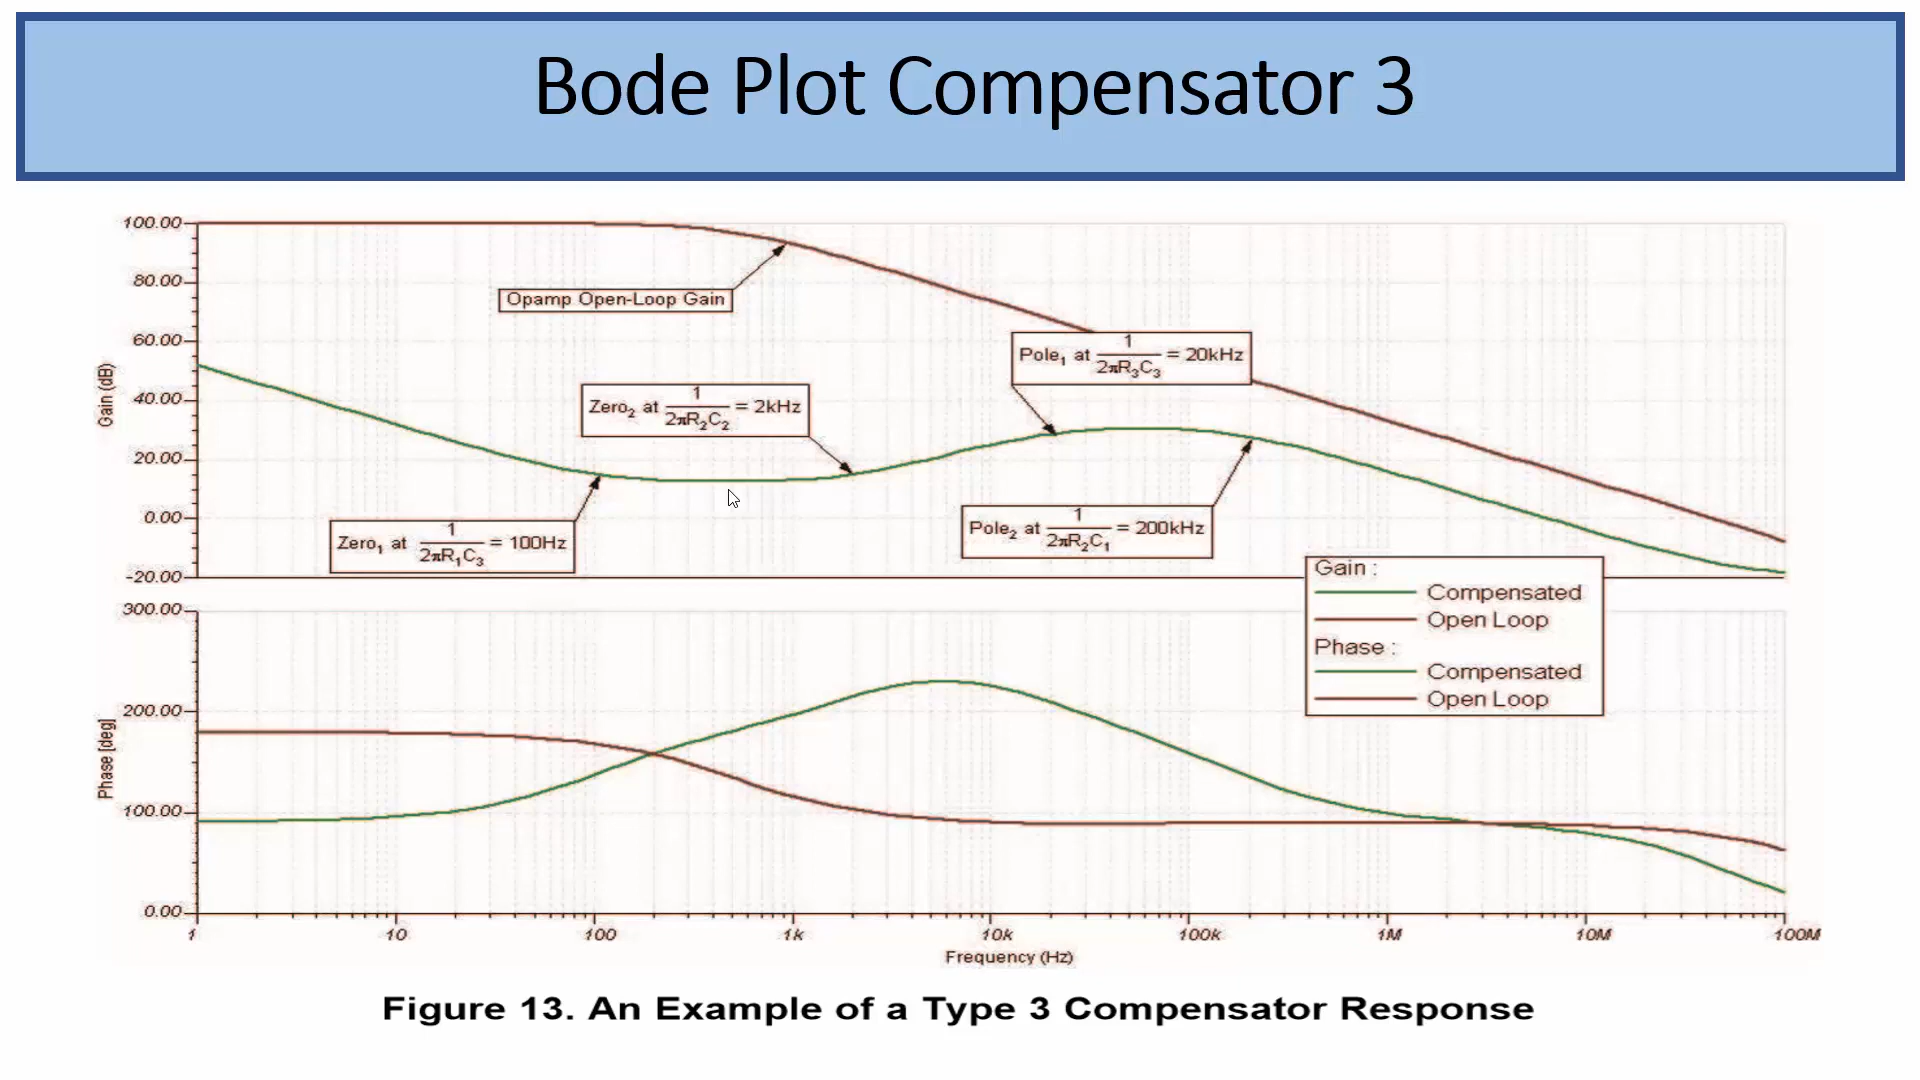 Bode Plot Compensator 3
100.00
80.00
60.00
40.00
20.00
0.00
-20.00
Gain (dB)
Opamp Open-Loop Gain
Pole1 at 1/2πR3C3 = 20kHz
Zero2 at 1/2πR2C2 = 2kHz
Zero1 at 1/2πR1C3 = 100Hz
Pole2 at 1/2πR2C1 = 200kHz
Gain :
Compensated
Open Loop
Phase :
Compensated
Open Loop
300.00
200.00
100.00
0.00
Phase [deg]
1 10 100 1k 10k 100k 1M 10M 100M
Frequency (Hz)
Figure 13. An Example of a Type 3 Compensator Response